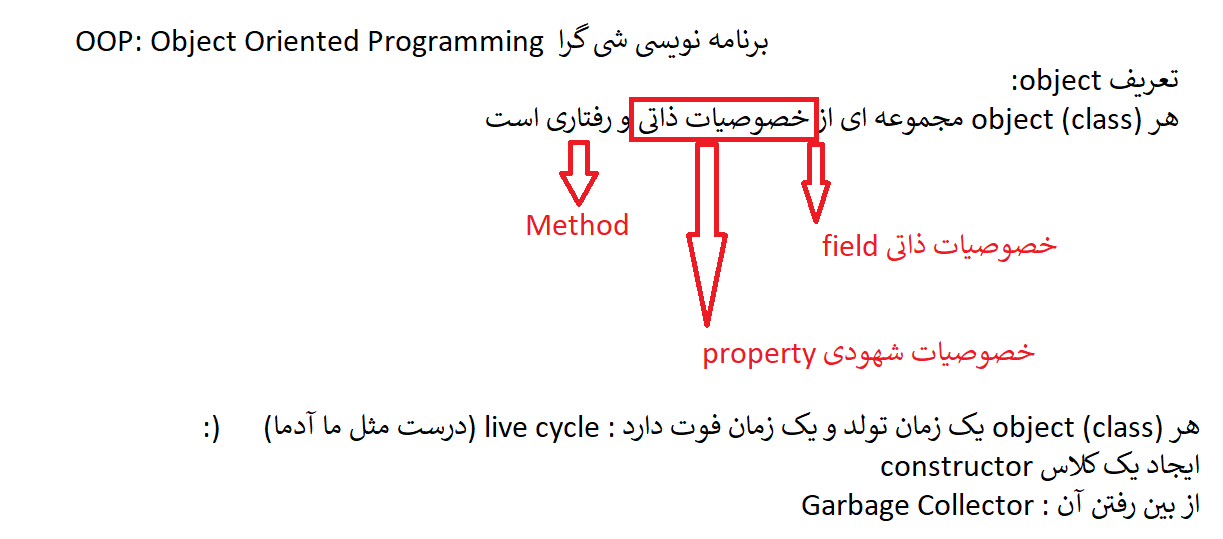 برنامه نویسی شی گرا OOP: Object Oriented Programming
تعریف object:
هر object (class) مجموعه ای از خصوصیات ذاتی و رفتاری است
Method
خصوصیات ذاتی field
خصوصیات شهودی property
هر object (class) یک زمان تولد و یک زمان فوت دارد : live cycle (درست مثل ما آدما) :)
ایجاد یک کلاس constructor
از بین رفتن آن : Garbage Collector